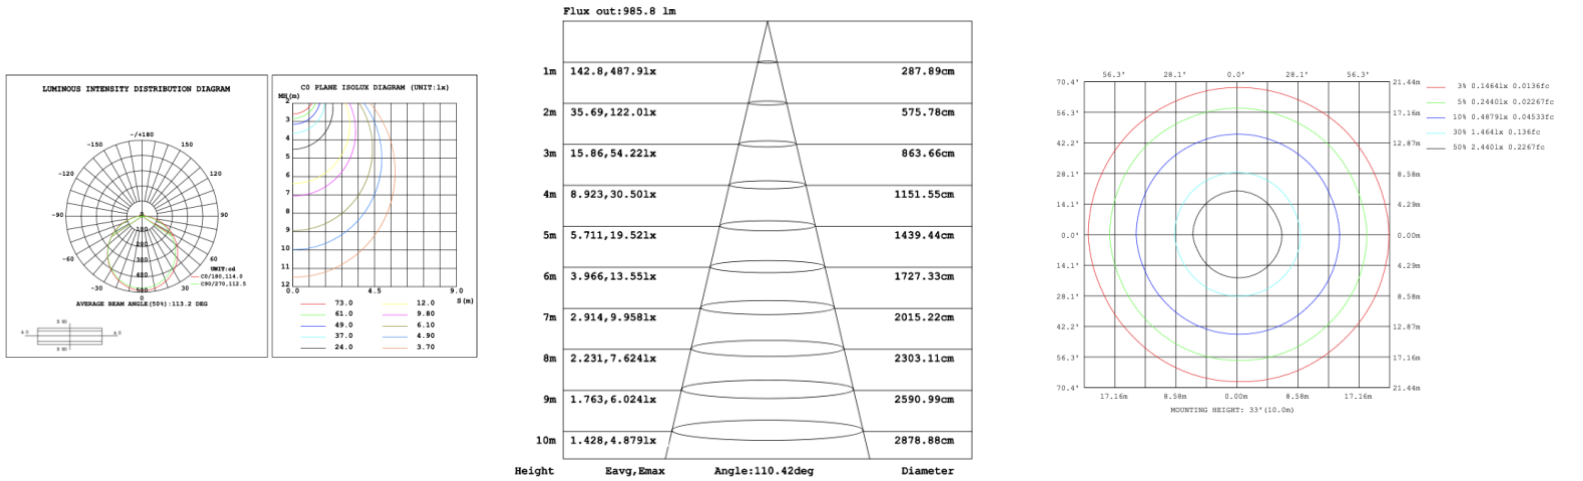 LUMINOUS INTENSITY DISTRIBUTION DIAGRAM
-/+180
-150
150
-120
120
-90
90
-60
60
-30
30
0
UNIT:cd
C0/180,114.0
C90/270,112.5
AVERAGE BEAM ANGLE(50%):113.2 DEG
C0 PLANE ISOLUX DIAGRAM (UNIT:lx)
MH(m)
2
3
4
5
6
7
8
9
10
11
12
0.0
4.5
9.0
S(m)
73.0
12.0
61.0
9.80
49.0
6.10
37.0
4.90
24.0
3.70
Flux out:985.8 lm
1m 142.8,487.9lx 287.89cm
2m 35.69,122.0lx 575.78cm
3m 15.86,54.22lx 863.66cm
4m 8.923,30.50lx 1151.55cm
5m 5.711,19.52lx 1439.44cm
6m 3.966,13.55lx 1727.33cm
7m 2.914,9.958lx 2015.22cm
8m 2.231,7.624lx 2303.11cm
9m 1.763,6.024lx 2590.99cm
10m 1.428,4.879lx 2878.88cm
Height Eavg,Emax Angle:110.42deg Diameter
56.3' 28.1' 0.0' 28.1' 56.3'
70.4' 21.44m
56.3' 17.16m
42.2' 12.87m
28.1' 8.58m
14.1' 4.29m
0.0' 0.00m
14.1' 4.29m
28.1' 8.58m
42.2' 12.87m
56.3' 17.16m
70.4' 21.44m
17.16m 8.58m 0.00m 8.58m 17.16m
MOUNTING HEIGHT: 33'(10.0m)
3% 0.1464lx 0.0136fc
5% 0.2440lx 0.02267fc
10% 0.4879lx 0.04533fc
30% 1.464lx 0.136fc
50% 2.440lx 0.2267fc